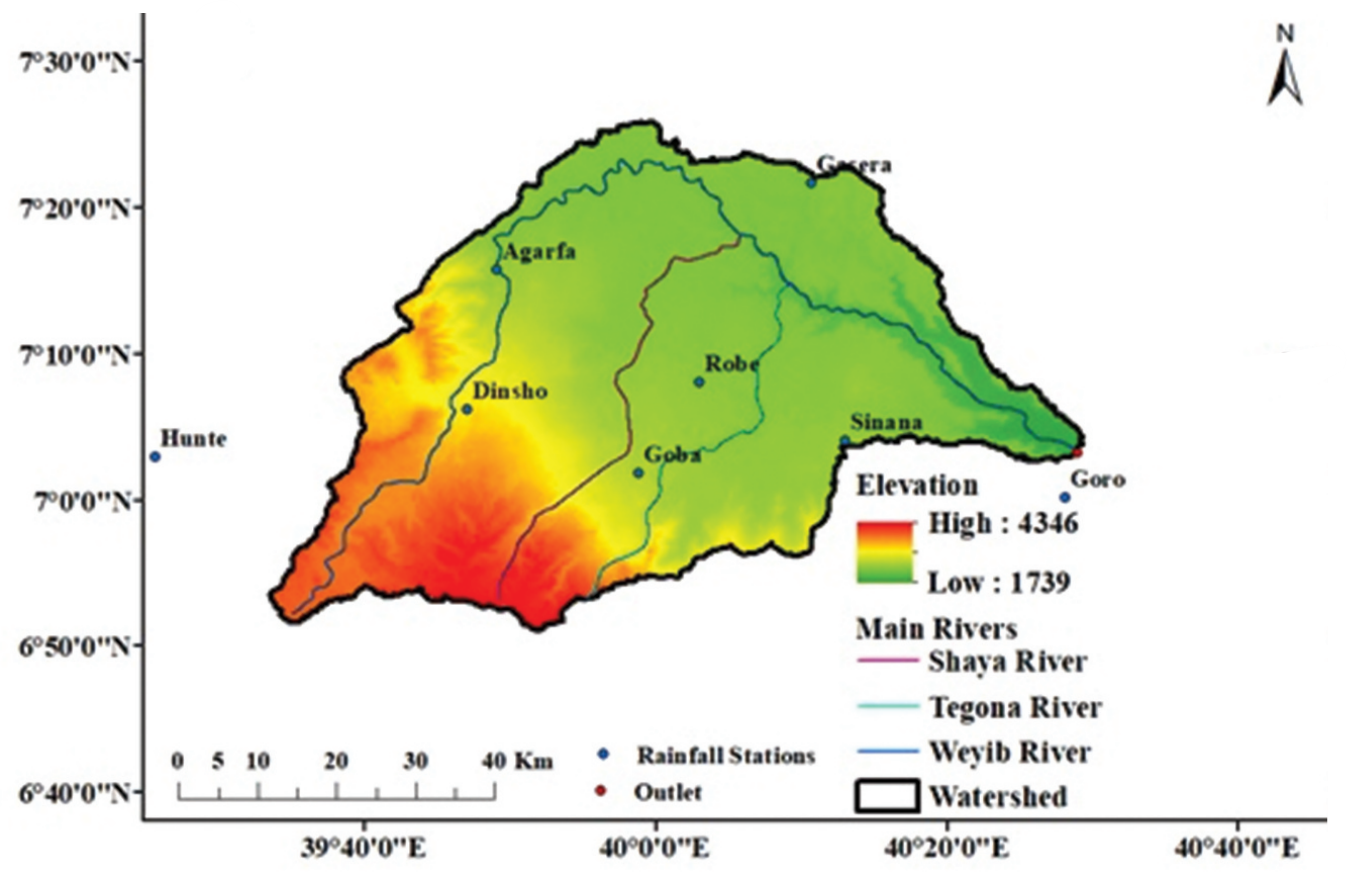 N
7°30'0"N
Gasera
7°20'0"N
Agarfa
7°10'0"N
Robe
Dinsho
Sinana
Hunte
Goba
Goro
7°0'0"N
Elevation
High : 4346
Low : 1739
Main Rivers
6°50'0"N
Shaya River
Tegona River
Weyib River
0 5 10 20 30 40 Km
Rainfall Stations
6°40'0"N
Outlet
Watershed
39°40'0"E 40°0'0"E 40°20'0"E 40°40'0"E